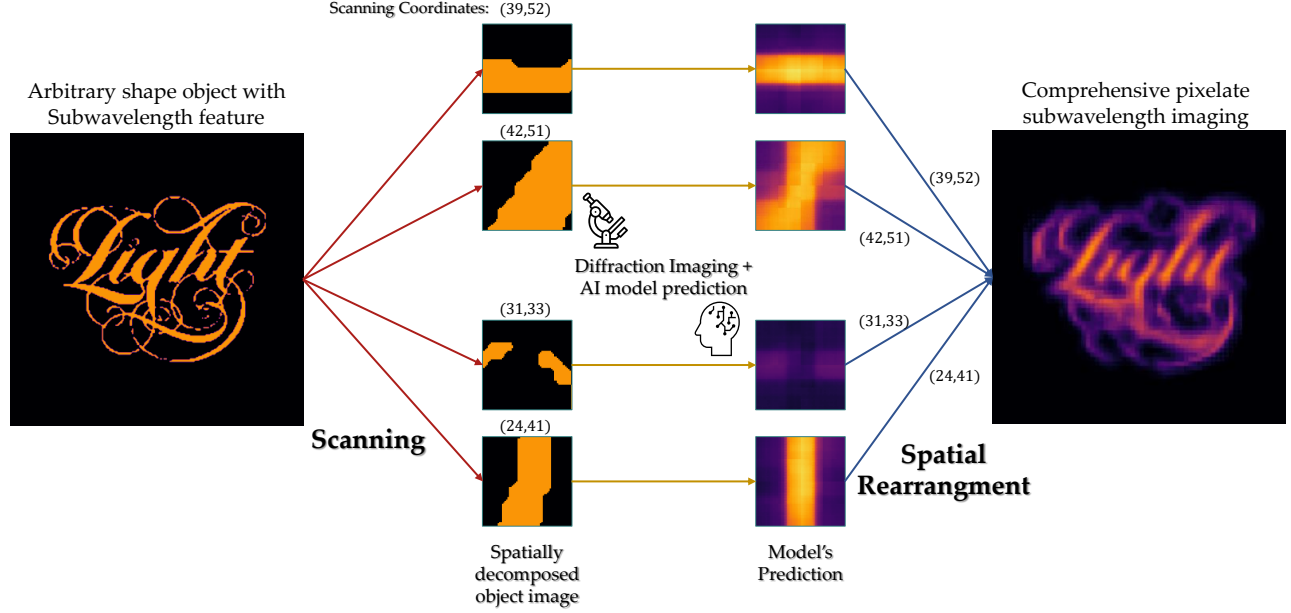 Scanning Coordinates: (39,52)
Arbitrary shape object with
Subwavelength feature
Light
(42,51)
Diffraction Imaging +
AI model prediction
(31,33)
(24,41)
Scanning
Spatially
decomposed
object image
Model's
Prediction
(39,52)
(42,51)
(31,33)
(24,41)
Spatial
Rearrangment
Comprehensive pixelate
subwavelength imaging
Light